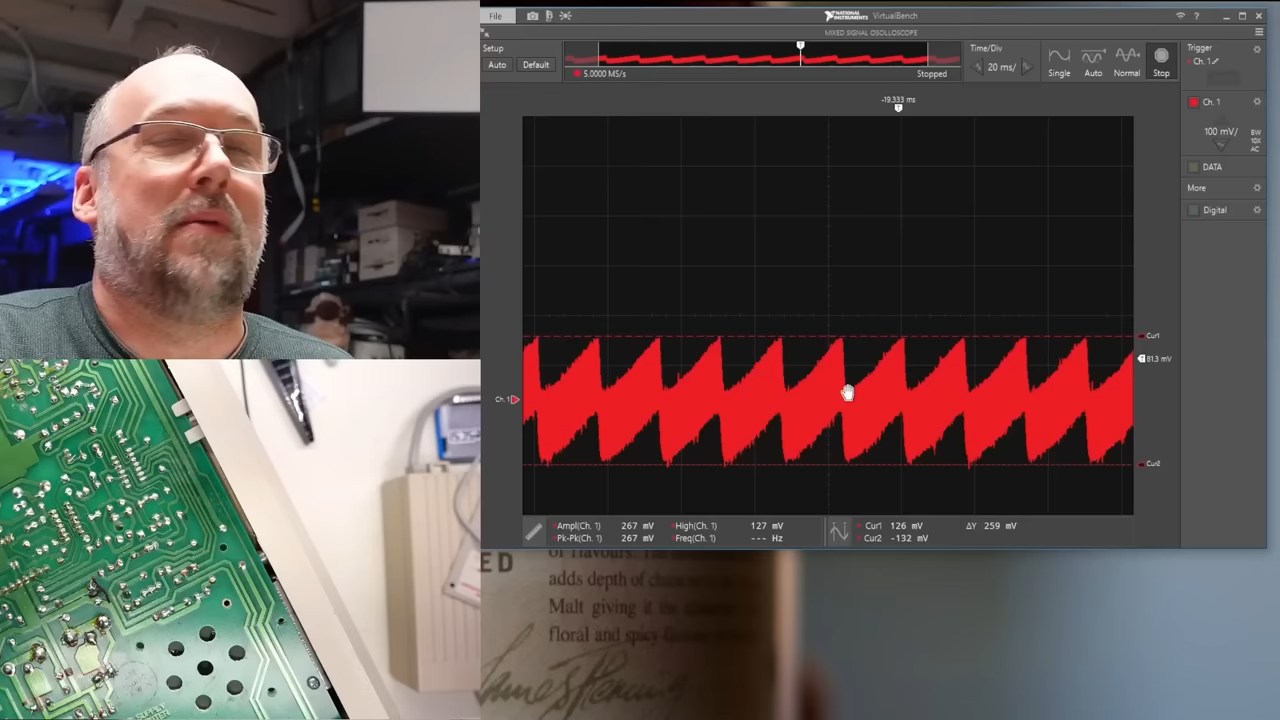 File
NATIONAL INSTRUMENTS VirtualBench
MIXED SIGNAL OSCILLOSCOPE
Setup
Auto Default
5.0000 MS/s Stopped
Time/Div
20 ms/
Single Auto Normal Stop
Trigger
Ch. 1
-19.333 ms
Ch. 1
100 mV/
BW
10X
AC
DATA
More
Digital
Cur1
81.3 mV
Ch. 1
Cur2
Ampl(Ch. 1) 267 mV High(Ch. 1) 127 mV Cur1 126 mV ΔY 259 mV
Pk-Pk(Ch. 1) 267 mV Freq(Ch. 1) --- Hz Cur2 -132 mV
ED
of flavours.
adds depth of
Malt giving it
floral and spicy
SUPPLY